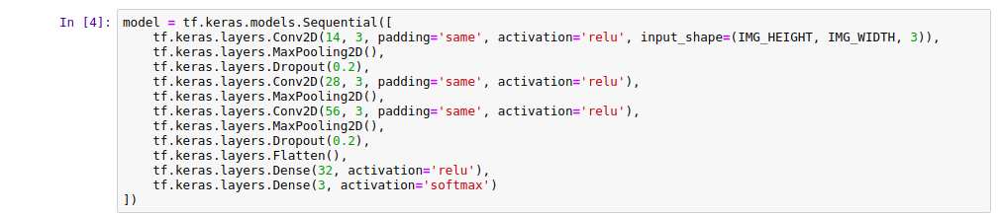 In [4]: model = tf.keras.models.Sequential([
    tf.keras.layers.Conv2D(14, 3, padding='same', activation='relu', input_shape=(IMG_HEIGHT, IMG_WIDTH, 3)),
    tf.keras.layers.MaxPooling2D(),
    tf.keras.layers.Dropout(0.2),
    tf.keras.layers.Conv2D(28, 3, padding='same', activation='relu'),
    tf.keras.layers.MaxPooling2D(),
    tf.keras.layers.Conv2D(56, 3, padding='same', activation='relu'),
    tf.keras.layers.MaxPooling2D(),
    tf.keras.layers.Dropout(0.2),
    tf.keras.layers.Flatten(),
    tf.keras.layers.Dense(32, activation='relu'),
    tf.keras.layers.Dense(3, activation='softmax')
])